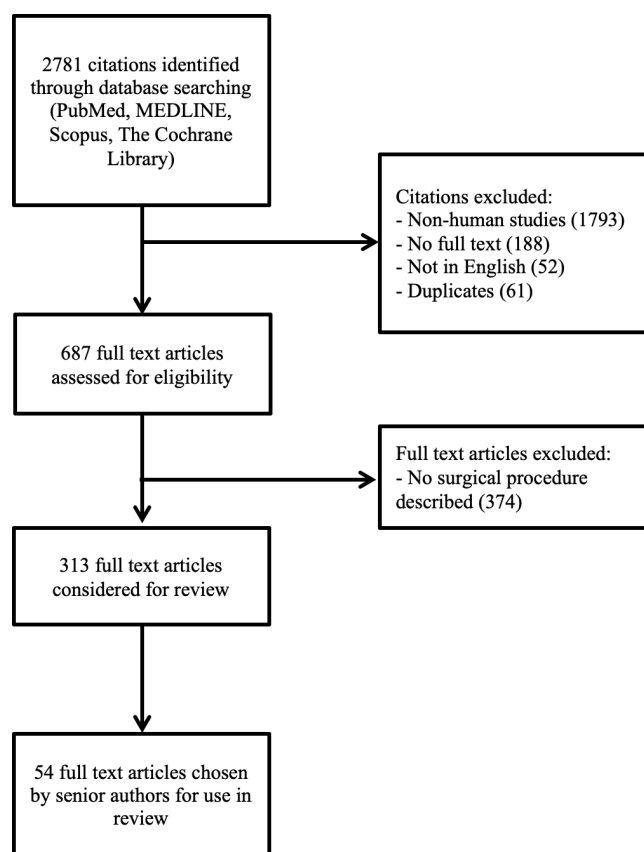 2781 citations identified
through database searching
(PubMed, MEDLINE,
Scopus, The Cochrane
Library)
Citations excluded:
- Non-human studies (1793)
- No full text (188)
- Not in English (52)
- Duplicates (61)
687 full text articles
assessed for eligibility
Full text articles excluded:
- No surgical procedure
described (374)
313 full text articles
considered for review
54 full text articles chosen
by senior authors for use in
review